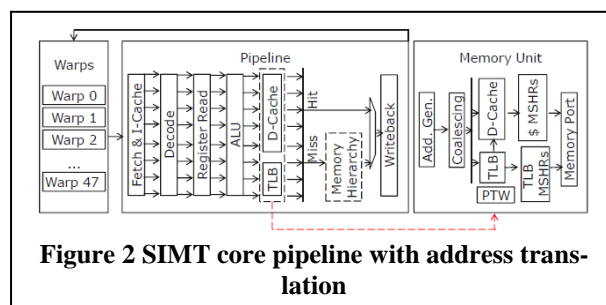 Warps
Warp 0
Warp 1
Warp 2
...
Warp 47
Pipeline
Fetch & I-Cache
Decode
Register Read
ALU
D-Cache
TLB
Hit
Miss
Memory
Hierarchy
Writeback
Memory Unit
Add. Gen.
Coalescing
D-Cache
TLB
PTW
$ MSHRs
TLB
MSHRs
Memory Port
Figure 2 SIMT core pipeline with address trans-
lation